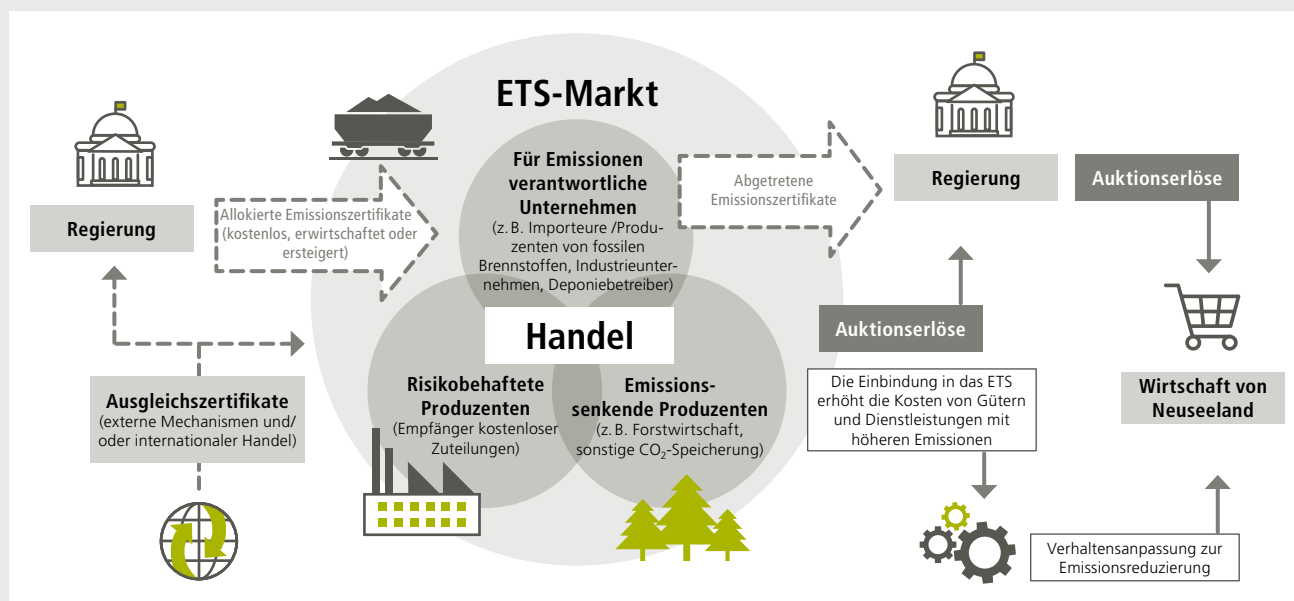 ETS-Markt
Regierung
Allokierte Emissionszertifikate
(kostenlos, erwirtschaftet oder
ersteigert)
Ausgleichszertifikate
(externe Mechanismen und/
oder internationaler Handel)
Für Emissionen
verantwortliche
Unternehmen
(z. B. Importeure /Produ-
zenten von fossilen
Brennstoffen, Industrieunter-
nehmen, Deponiebetreiber)
Handel
Risikobehaftete
Produzenten
(Empfänger kostenloser
Zuteilungen)
Emissions-
senkende Produzenten
(z. B. Forstwirtschaft,
sonstige CO₂-Speicherung)
Abgetretene
Emissionszertifikate
Regierung
Auktionserlöse
Auktionserlöse
Die Einbindung in das ETS
erhöht die Kosten von Gütern
und Dienstleistungen mit
höheren Emissionen
Wirtschaft von
Neuseeland
Verhaltensanpassung zur
Emissionsreduzierung